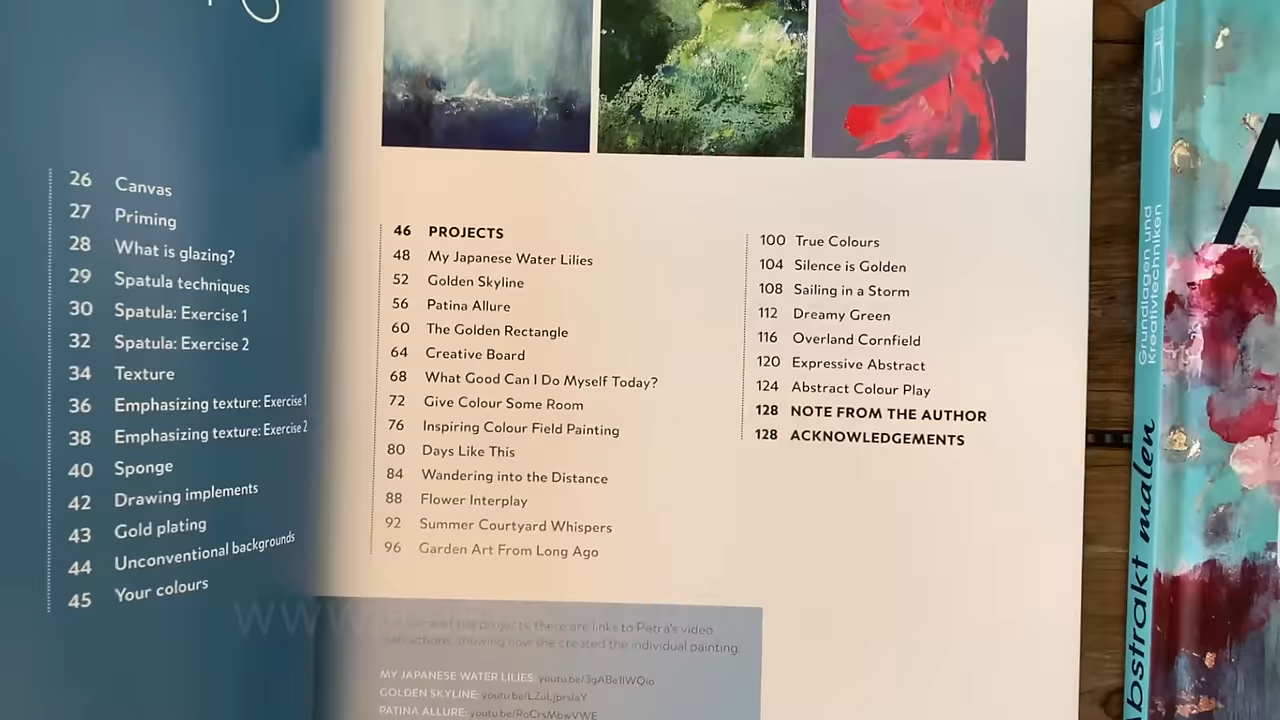 26 Canvas
27 Priming
28 What is glazing?
29 Spatula techniques
30 Spatula: Exercise 1
32 Spatula: Exercise 2
34 Texture
36 Emphasizing texture: Exercise 1
38 Emphasizing texture: Exercise 2
40 Sponge
42 Drawing implements
43 Gold plating
44 Unconventional backgrounds
45 Your colours
46 PROJECTS
48 My Japanese Water Lilies
52 Golden Skyline
56 Patina Allure
60 The Golden Rectangle
64 Creative Board
68 What Good Can I Do Myself Today?
72 Give Colour Some Room
76 Inspiring Colour Field Painting
80 Days Like This
84 Wandering into the Distance
88 Flower Interplay
92 Summer Courtyard Whispers
96 Garden Art From Long Ago
100 True Colours
104 Silence is Golden
108 Sailing in a Storm
112 Dreamy Green
116 Overland Cornfield
120 Expressive Abstract
124 Abstract Colour Play
128 NOTE FROM THE AUTHOR
128 ACKNOWLEDGEMENTS
of the projects, there are links to Petra's video
showing how she created the individual painting.
MY JAPANESE WATER LILIES:
GOLDEN SKYLINE:
PATINA ALLURE:
www.
Grundlagen und
Kreativtechniken
malen